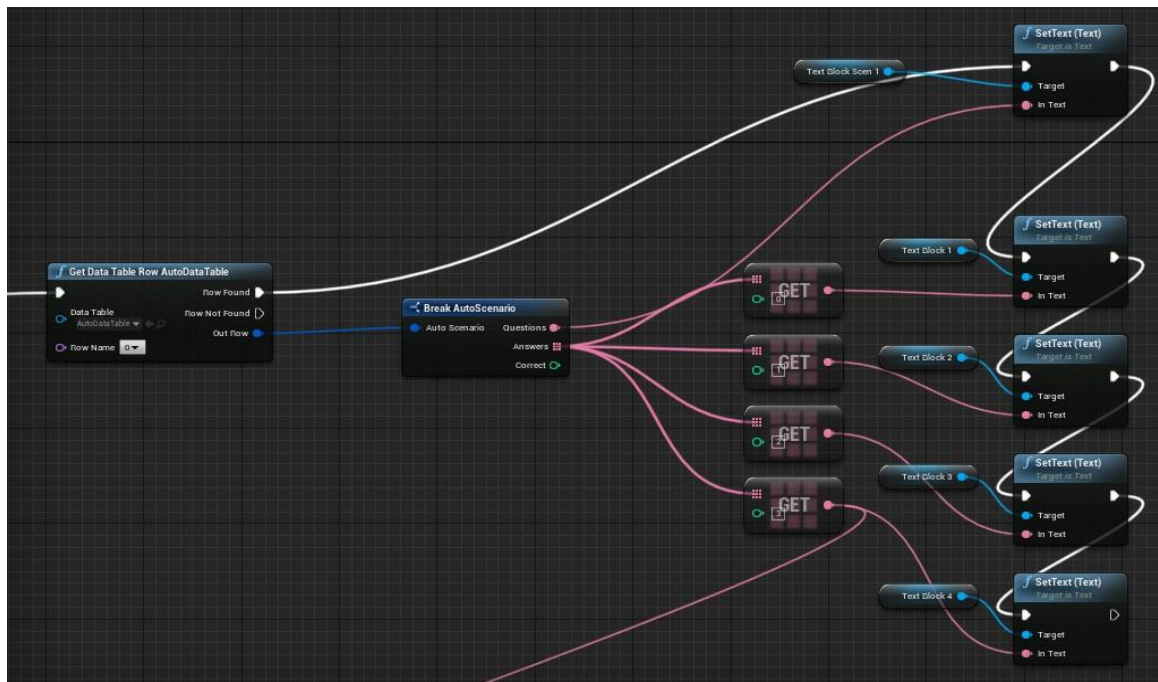 SetText (Text)
Target is Text
Target
In Text
Text Block Scen 1
SetText (Text)
Target is Text
Target
In Text
Text Block 1
Get Data Table Row AutoDataTable
Row Found
Data Table
AutoDataTable
Row Not Found
Out Row
Row Name
0
Break AutoScenario
Auto Scenario
Questions
Answers
Correct
GET
0
GET
1
GET
2
GET
3
Text Block 2
SetText (Text)
Target is Text
Target
In Text
Text Block 3
SetText (Text)
Target is Text
Target
In Text
Text Block 4
SetText (Text)
Target is Text
Target
In Text